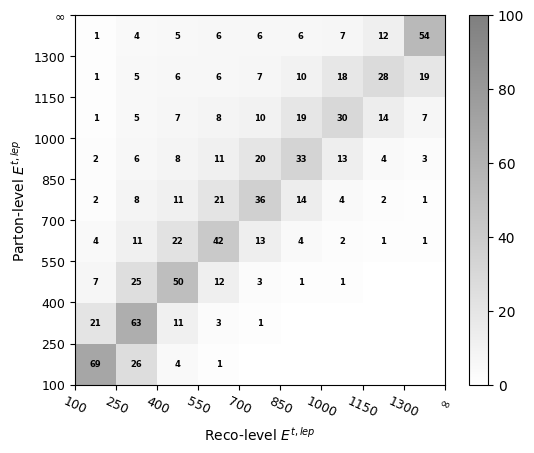 ∞
1300
1150
1000
850
700
550
400
250
100
Parton-level E^{t,lep}
1 4 5 6 6 6 7 12 54
1 5 6 6 7 10 18 28 19
1 5 7 8 10 19 30 14 7
2 6 8 11 20 33 13 4 3
2 8 11 21 36 14 4 2 1
4 11 22 42 13 4 2 1 1
7 25 50 12 3 1 1
21 63 11 3 1
69 26 4 1
100 250 400 550 700 850 1000 1150 1300 ∞
Reco-level E^{t,lep}
100
80
60
40
20
0